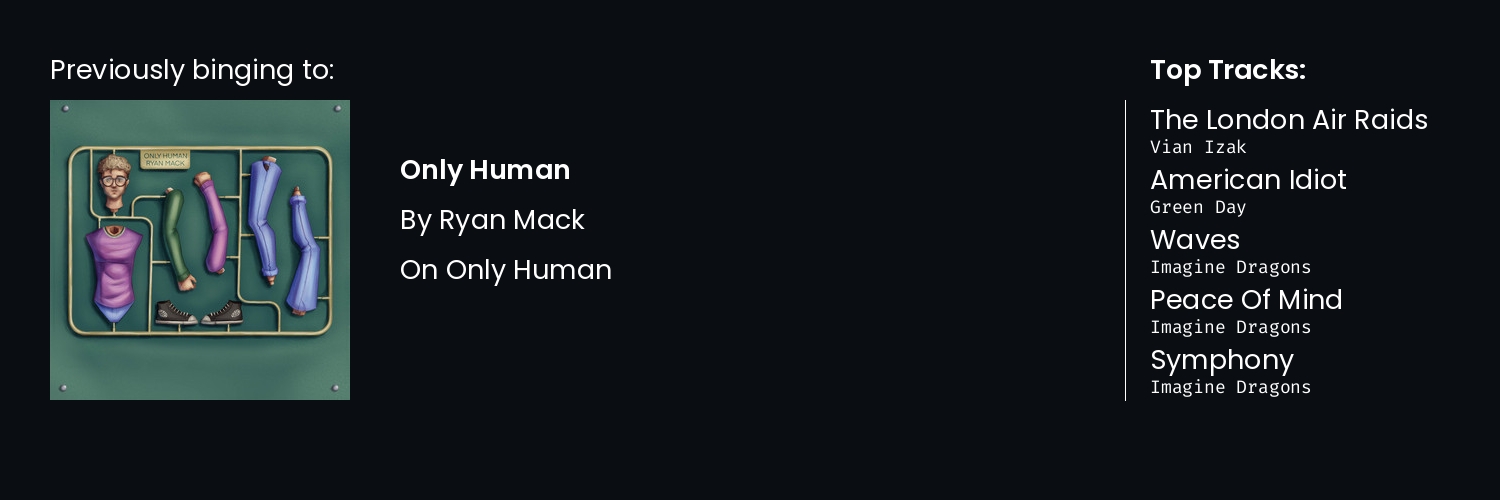 Previously binging to:
ONLY HUMAN
RYAN MACK
Only Human
By Ryan Mack
On Only Human
Top Tracks:
The London Air Raids
Vian Izak
American Idiot
Green Day
Waves
Imagine Dragons
Peace Of Mind
Imagine Dragons
Symphony
Imagine Dragons